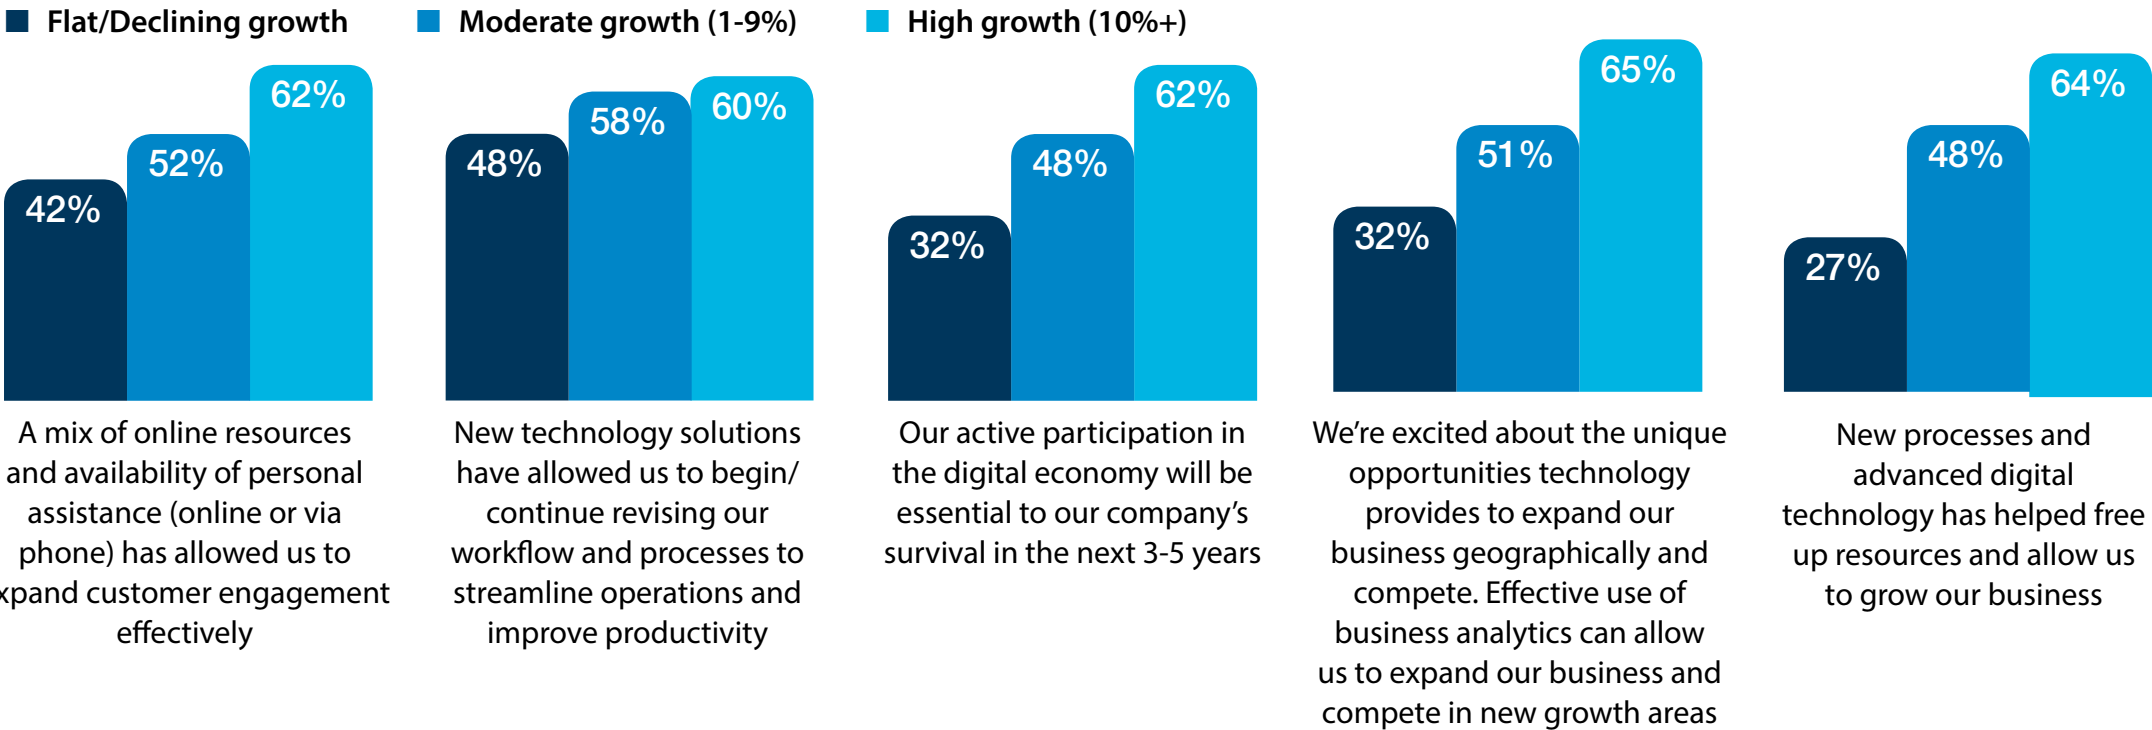 Flat/Declining growth
Moderate growth (1-9%)
High growth (10%+)
42%
52%
62%
A mix of online resources
and availability of personal
assistance (online or via
phone) has allowed us to
xpand customer engagement
effectively
48%
58%
60%
New technology solutions
have allowed us to begin/
continue revising our
workflow and processes to
streamline operations and
improve productivity
32%
48%
62%
Our active participation in
the digital economy will be
essential to our company’s
survival in the next 3-5 years
32%
51%
65%
We’re excited about the unique
opportunities technology
provides to expand our
business geographically and
compete. Effective use of
business analytics can allow
us to expand our business and
compete in new growth areas
27%
48%
64%
New processes and
advanced digital
technology has helped free
up resources and allow us
to grow our business